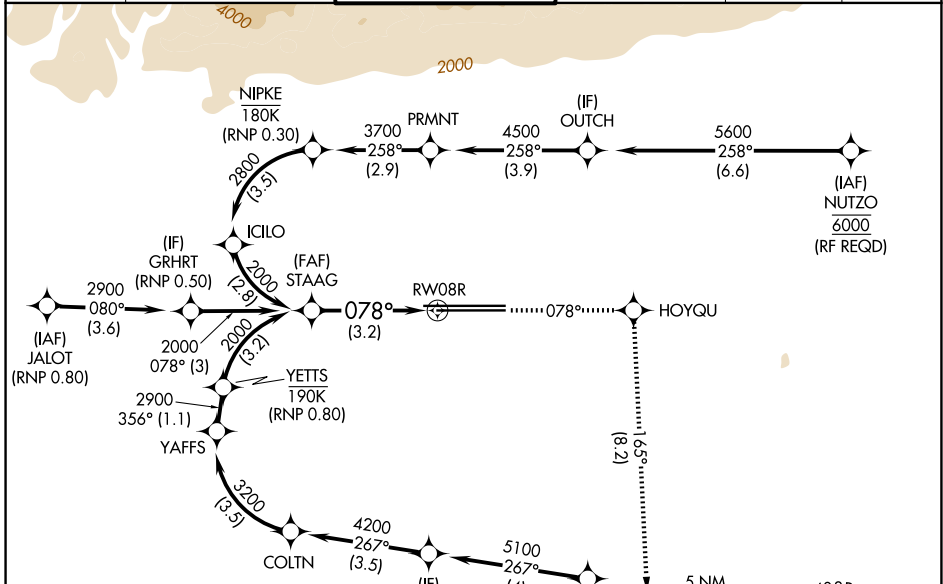 4000
2000
NIPKE
180K
(RNP 0.30)
PRMNT
(IF)
OUTCH
3700
258°
(2.9)
4500
258°
(3.9)
5600
258°
(6.6)
(IAF)
NUTZO
6000
(RF REQD)
2800
(3.5)
ICILO
(IF)
GRHRT
(RNP 0.50)
2000
(2.8)
(FAF)
STAAG
RW08R
2900
080°
(3.6)
078°
(3.2)
078°
HOYQU
(IAF)
JALOT
(RNP 0.80)
2000
078° (3)
2000
(3.2)
YETTS
190K
(RNP 0.80)
2900
356° (1.1)
YAFFS
165°
(8.2)
3200
(3.5)
COLTN
4200
267°
(3.5)
5100
267°
(IF)
5 NM